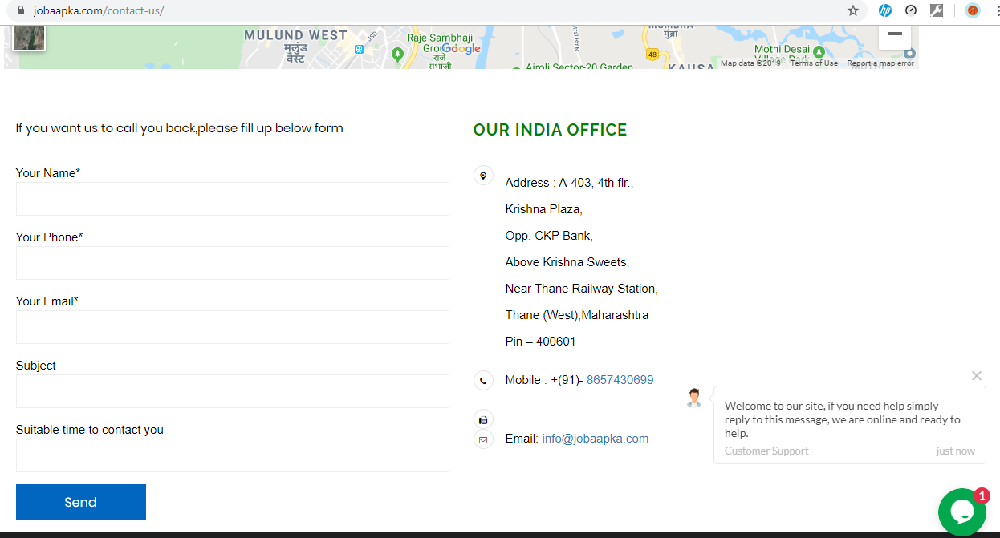 jobaapka.com/contact-us/
MULUND WEST
मुलुंड
वेस्ट
JSD
Raje Sambhaji
Google
राजे
संभाजी
48
मुंब्रा
Airoli Sector-20 Garden
Mothi Desai
Map data ©2019
Terms of Use
Report a map error
If you want us to call you back,please fill up below form
Your Name*
Your Phone*
Your Email*
Subject
Suitable time to contact you
Send
OUR INDIA OFFICE
Address : A-403, 4th flr.,
Krishna Plaza,
Opp. CKP Bank,
Above Krishna Sweets,
Near Thane Railway Station,
Thane (West),Maharashtra
Pin – 400601
Mobile : +(91)- 8657430699
Email: info@jobaapka.com
Welcome to our site, if you need help simply
reply to this message, we are online and ready to
help.
Customer Support
just now
1